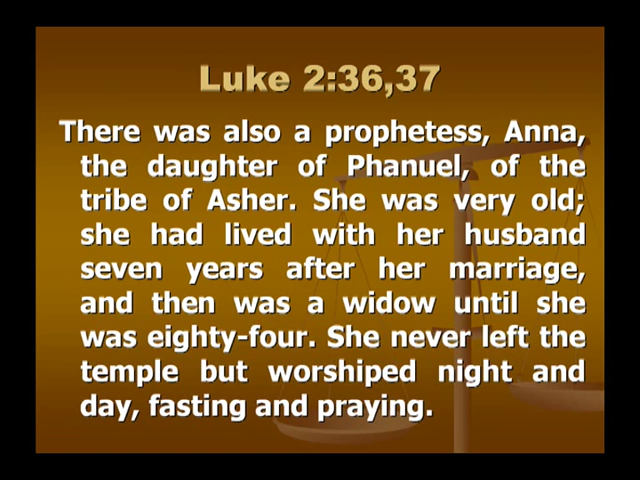 Luke 2:36,37
There was also a prophetess, Anna,
the daughter of Phanuel, of the
tribe of Asher. She was very old;
she had lived with her husband
seven years after her marriage,
and then was a widow until she
was eighty-four. She never left the
temple but worshiped night and
day, fasting and praying.